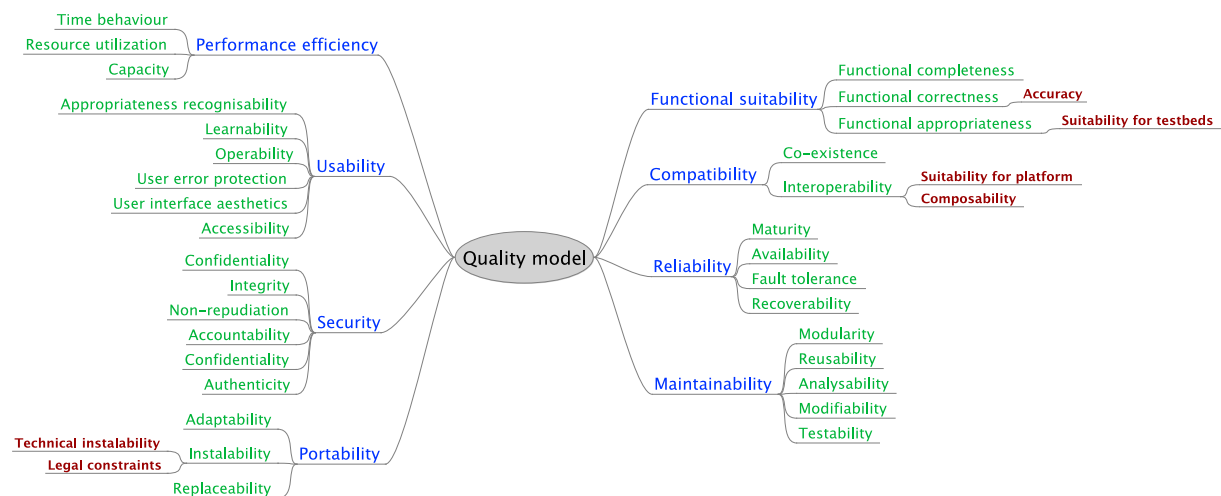 Quality model
Performance efficiency
Time behaviour
Resource utilization
Capacity
Usability
Appropriateness recognisability
Learnability
Operability
User error protection
User interface aesthetics
Accessibility
Security
Confidentiality
Integrity
Non-repudiation
Accountability
Confidentiality
Authenticity
Portability
Adaptability
Instalability
Technical instalability
Legal constraints
Replaceability
Functional suitability
Functional completeness
Functional correctness
Accuracy
Functional appropriateness
Suitability for testbeds
Compatibility
Co-existence
Interoperability
Suitability for platform
Composability
Reliability
Maturity
Availability
Fault tolerance
Recoverability
Maintainability
Modularity
Reusability
Analysability
Modifiability
Testability